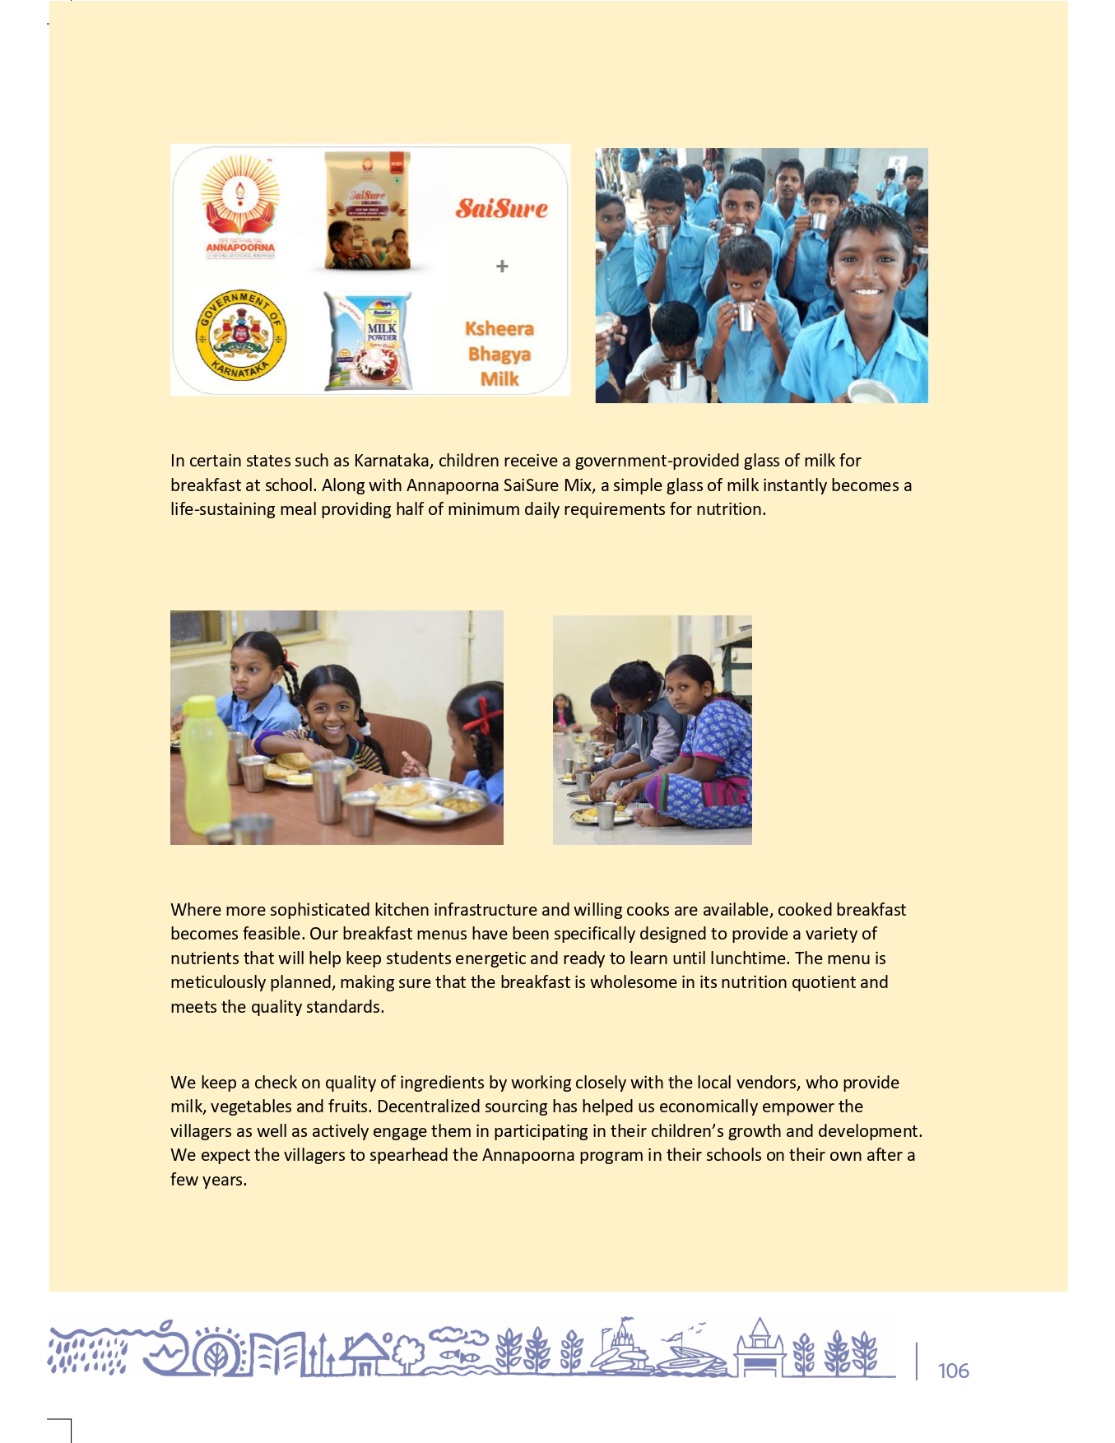 SRI SATHYA SAI
ANNAPOORNA
SaiSure
SaiSure
+
GOVERNMENT OF
KARNATAKA
MILK
POWDER
Ksheera
Bhagya
Milk
In certain states such as Karnataka, children receive a government-provided glass of milk for
breakfast at school. Along with Annapoorna SaiSure Mix, a simple glass of milk instantly becomes a
life-sustaining meal providing half of minimum daily requirements for nutrition.
Where more sophisticated kitchen infrastructure and willing cooks are available, cooked breakfast
becomes feasible. Our breakfast menus have been specifically designed to provide a variety of
nutrients that will help keep students energetic and ready to learn until lunchtime. The menu is
meticulously planned, making sure that the breakfast is wholesome in its nutrition quotient and
meets the quality standards.
We keep a check on quality of ingredients by working closely with the local vendors, who provide
milk, vegetables and fruits. Decentralized sourcing has helped us economically empower the
villagers as well as actively engage them in participating in their children’s growth and development.
We expect the villagers to spearhead the Annapoorna program in their schools on their own after a
few years.
106